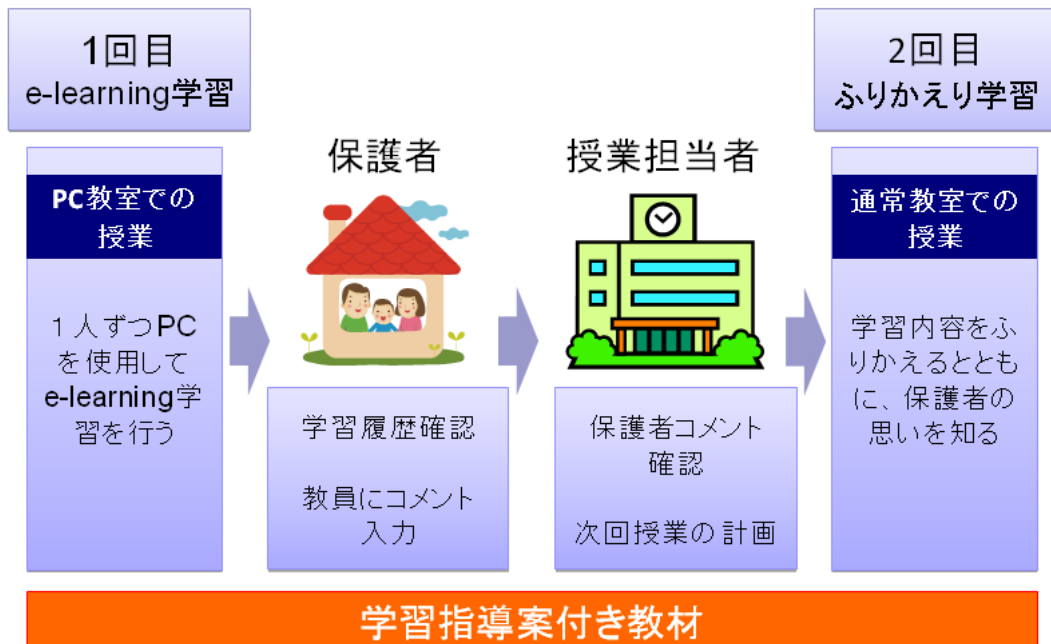 1回目
e-learning学習
PC教室での
授業
１人ずつPC
を使用して
e-learning学
習を行う
保護者
学習履歴確認
教員にコメント
入力
授業担当者
保護者コメント
確認
次回授業の計画
2回目
ふりかえり学習
通常教室での
授業
学習内容をふ
りかえるととも
に、保護者の
思いを知る
学習指導案付き教材